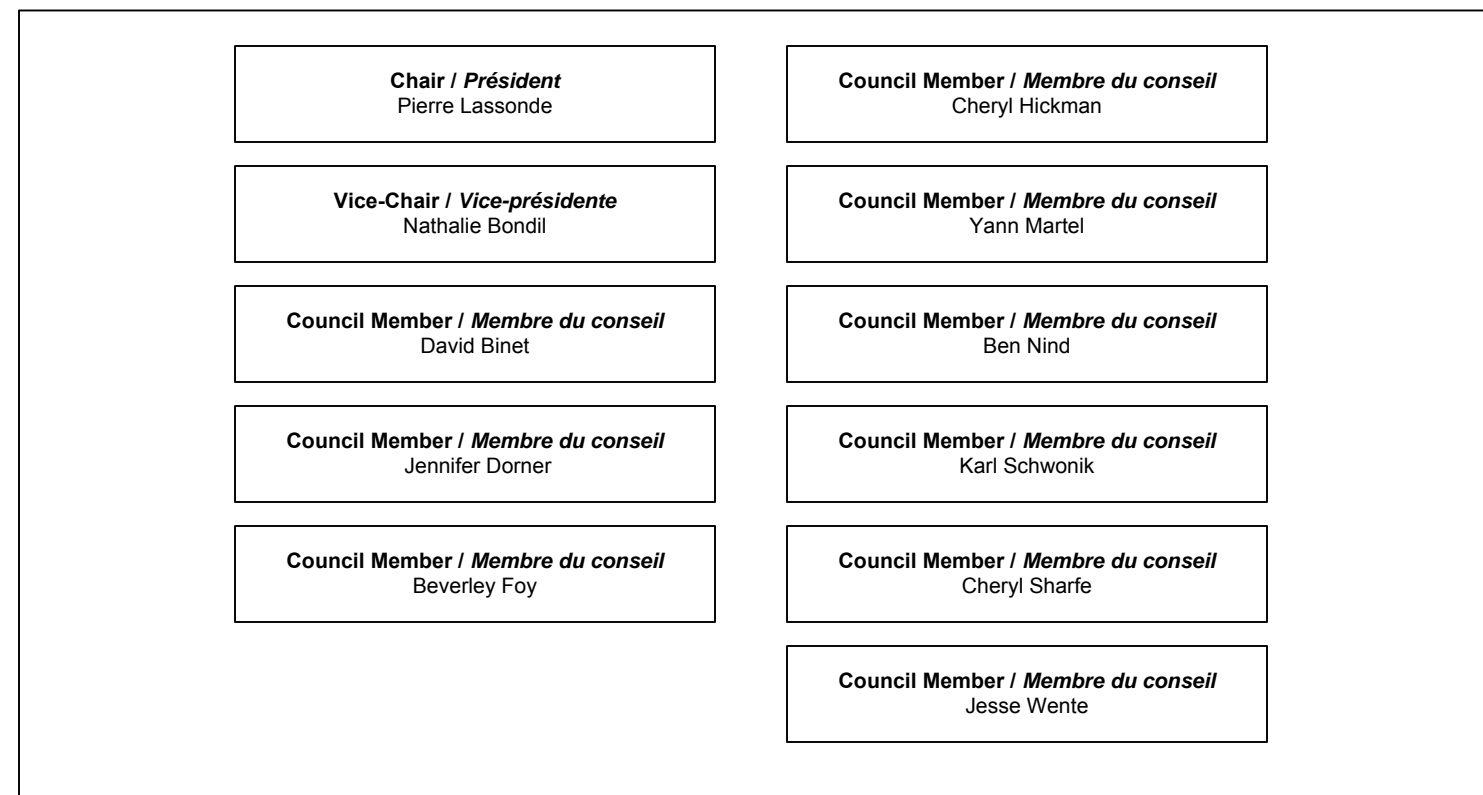 Chair / Président
Pierre Lassonde
Vice-Chair / Vice-présidente
Nathalie Bondil
Council Member / Membre du conseil
David Binet
Council Member / Membre du conseil
Jennifer Dorner
Council Member / Membre du conseil
Beverley Foy
Council Member / Membre du conseil
Cheryl Hickman
Council Member / Membre du conseil
Yann Martel
Council Member / Membre du conseil
Ben Nind
Council Member / Membre du conseil
Karl Schwonik
Council Member / Membre du conseil
Cheryl Sharfe
Council Member / Membre du conseil
Jesse Wente